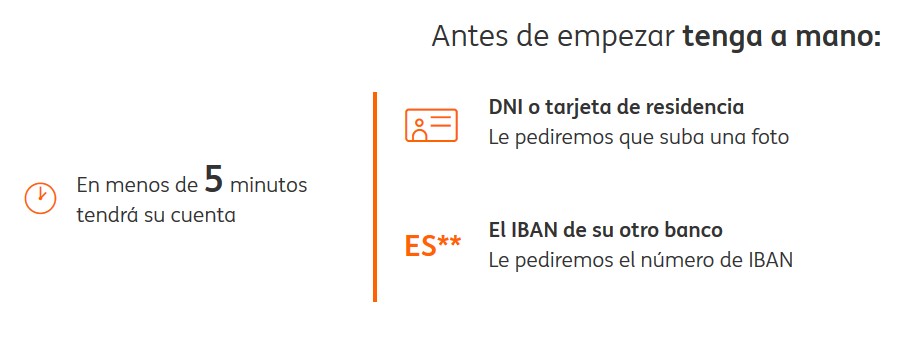 Antes de empezar tenga a mano:
En menos de 5 minutos
tendrá su cuenta
DNI o tarjeta de residencia
Le pediremos que suba una foto
ES**
El IBAN de su otro banco
Le pediremos el número de IBAN